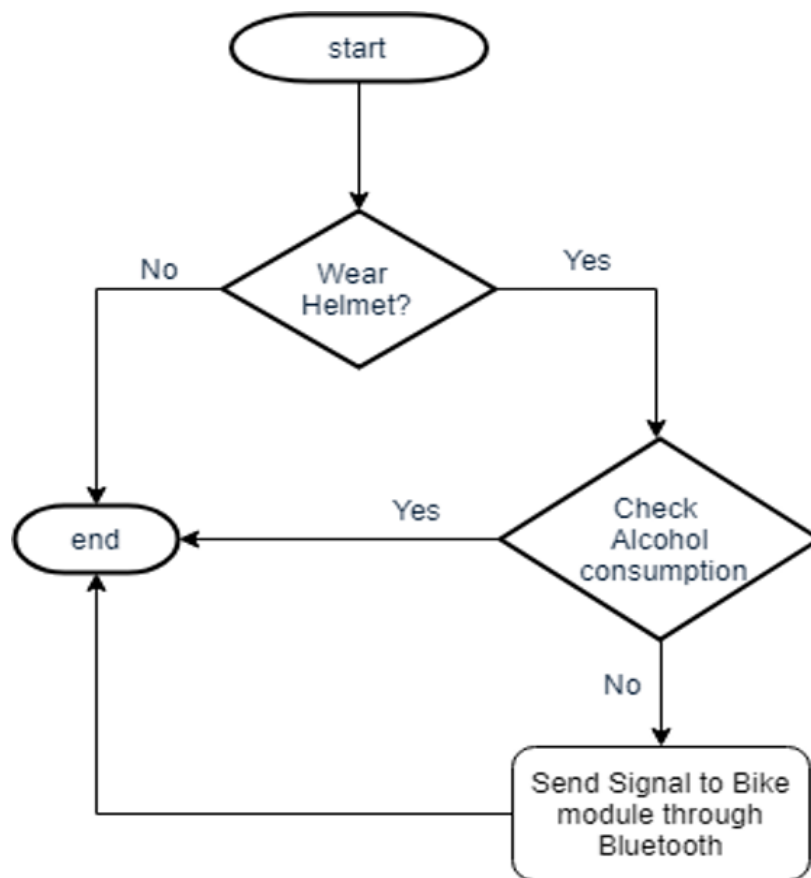 start
Wear
Helmet?
No
Yes
end
Yes
Check
Alcohol
consumption
No
Send Signal to Bike
module through
Bluetooth